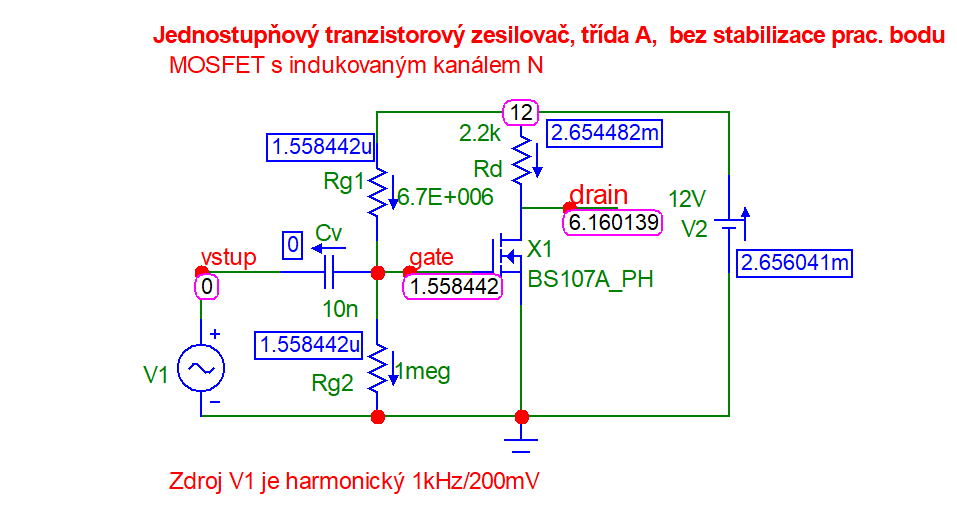 Jednostupňový tranzistorový zesilovač, třída A, bez stabilizace prac. bodu
MOSFET s indukovaným kanálem N
12
2.2k
2.654482m
1.558442u
Rd
Rg1
6.7E+006
drain
12V
6.160139
V2
Cv
0
vstup
gate
X1
2.656041m
0
1.558442
BS107A_PH
10n
1.558442u
+
V1
1meg
Rg2
−
Zdroj V1 je harmonický 1kHz/200mV